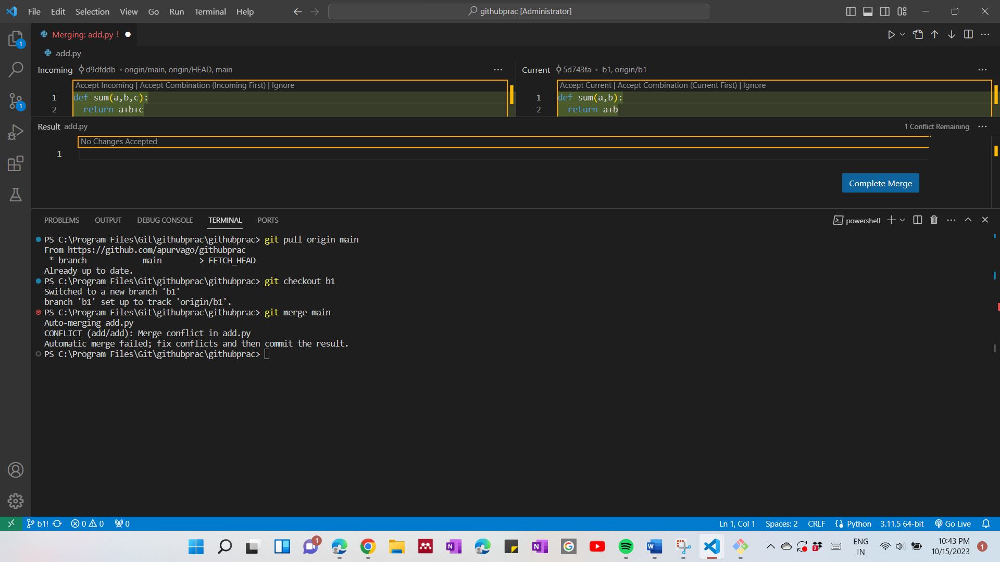 File Edit Selection View Go Run Terminal Help
githubprac [Administrator]
Merging: add.py !
add.py
Incoming d9dfddb • origin/main, origin/HEAD, main
Accept Incoming | Accept Combination (Incoming First) | Ignore
1 def sum(a,b,c):
2 return a+b+c
Current 5d743fa • b1, origin/b1
Accept Current | Accept Combination (Current First) | Ignore
1 def sum(a,b):
2 return a+b
Result add.py
1 Conflict Remaining
No Changes Accepted
1
Complete Merge
PROBLEMS OUTPUT DEBUG CONSOLE TERMINAL PORTS
powershell
PS C:\Program Files\Git\githubprac\githubprac> git pull origin main
From https://github.com/apurvago/githubprac
* branch main -> FETCH_HEAD
Already up to date.
PS C:\Program Files\Git\githubprac\githubprac> git checkout b1
Switched to a new branch 'b1'
branch 'b1' set up to track 'origin/b1'.
PS C:\Program Files\Git\githubprac\githubprac> git merge main
Auto-merging add.py
CONFLICT (add/add): Merge conflict in add.py
Automatic merge failed; fix conflicts and then commit the result.
PS C:\Program Files\Git\githubprac\githubprac>
1
1
b1! 0 0 0
Ln 1, Col 1 Spaces: 2 CRLF Python 3.11.5 64-bit Go Live
1
3
ENG
IN
10:43 PM
10/15/2023
1